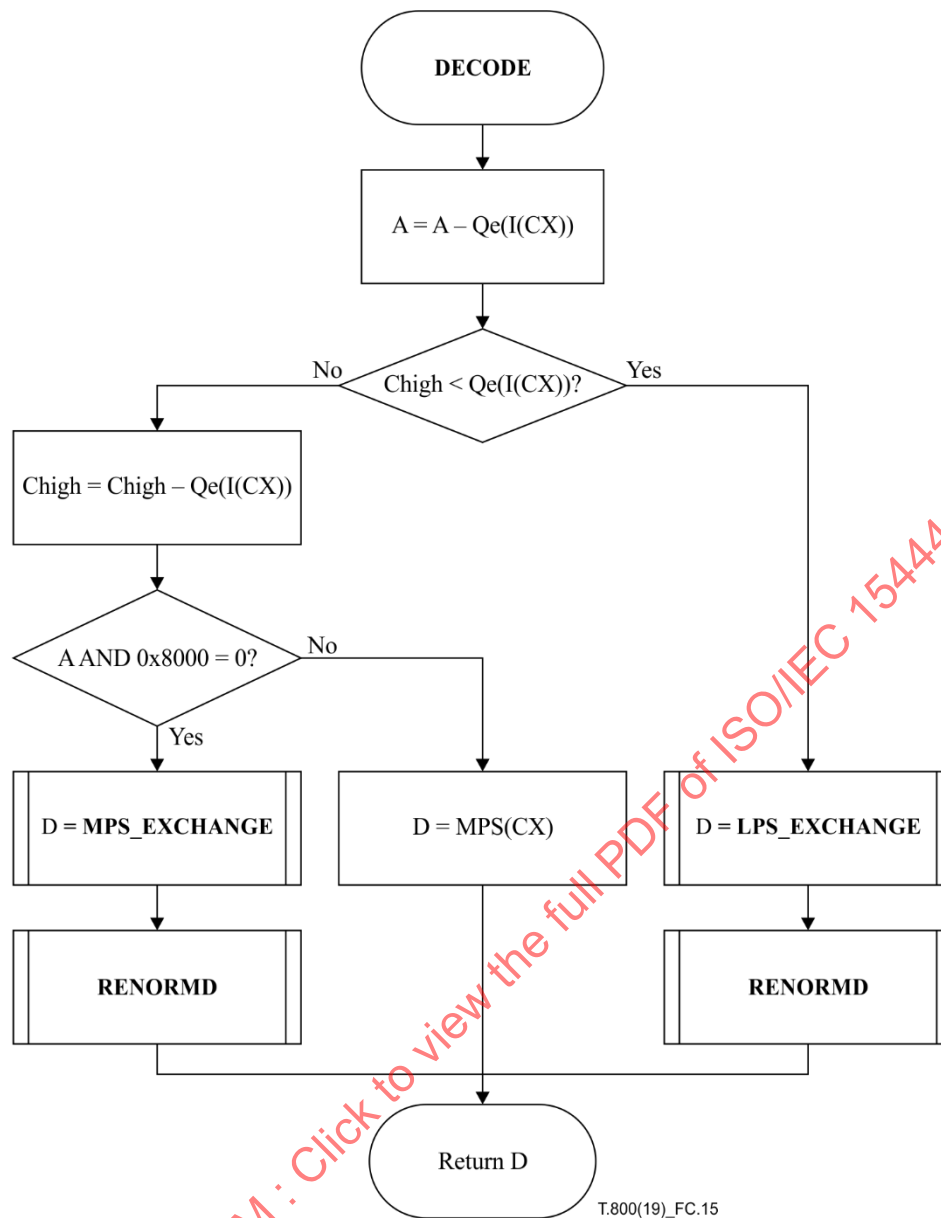 DECODE
A = A – Qe(I(CX))
Chigh < Qe(I(CX))?
No
Yes
Chigh = Chigh – Qe(I(CX))
A AND 0x8000 = 0?
No
Yes
D = MPS_EXCHANGE
D = MPS(CX)
D = LPS_EXCHANGE
RENORMD
RENORMD
Return D
T.800(19)_FC.15
M : Click to view the full PDF of ISO/IEC 15444